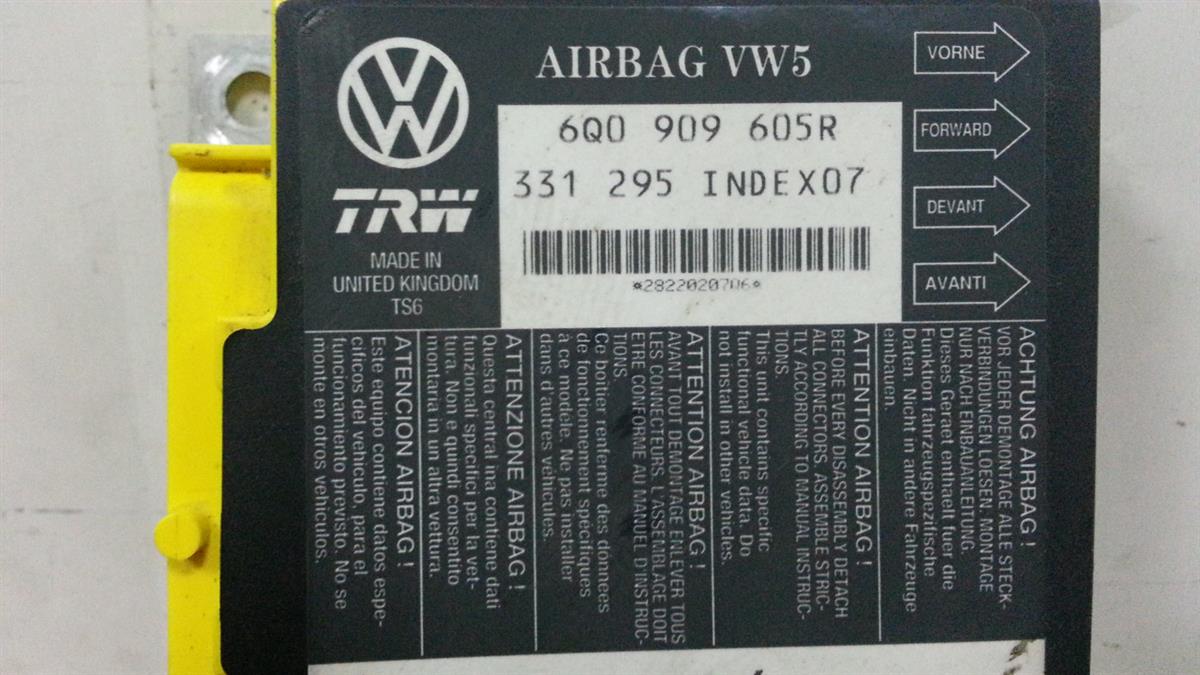 AIRBAG VW5
6Q0 909 605R
331 295 INDEX07
TRW
MADE IN
UNITED KINGDOM
TS6
VORNE
FORWARD
DEVANT
AVANTI
ACHTUNG AIRBAG !
VOR JEDER DEMONTAGE ALLE STECK-
VERBINDUNGEN LOESEN. MONTAGE
NUR NACH EINBAUANLEITUNG.
Dieses Geraet enthaelt fuer die
Funktion fahrzeugspezifische
Daten. Nicht in andere Fahrzeuge
einbauen.
ATTENTION AIRBAG !
BEFORE EVERY DISASSEMBLY DETACH
ALL CONNECTORS. ASSEMBLE STRIC-
TLY ACCORDING TO MANUAL INSTRUC-
TIONS.
This unit contains specific
functional vehicle data. Do
not install in other vehicles.
ATTENTION AIRBAG !
AVANT TOUT DEMONTAGE ENLEVER TOUS
LES CONNECTEURS. L'ASSEMBLAGE DOIT
ETRE CONFORME AU MANUEL D'INSTRUC-
TIONS.
Ce boîtier renferme des données
de fonctionnement spécifiques
à ce modèle. Ne pas installer
dans d'autres véhicules.
ATTENZIONE AIRBAG !
Questa central ina contiene dati
funzionali specifici per la vet-
tura. Non e quindi consentito
montarla in un altra vettura.
ATENCION AIRBAG !
Este equipo contiene datos espe-
cificos del vehiculo, para el
funcionamiento previsto. No se
monte en otros vehiculos.